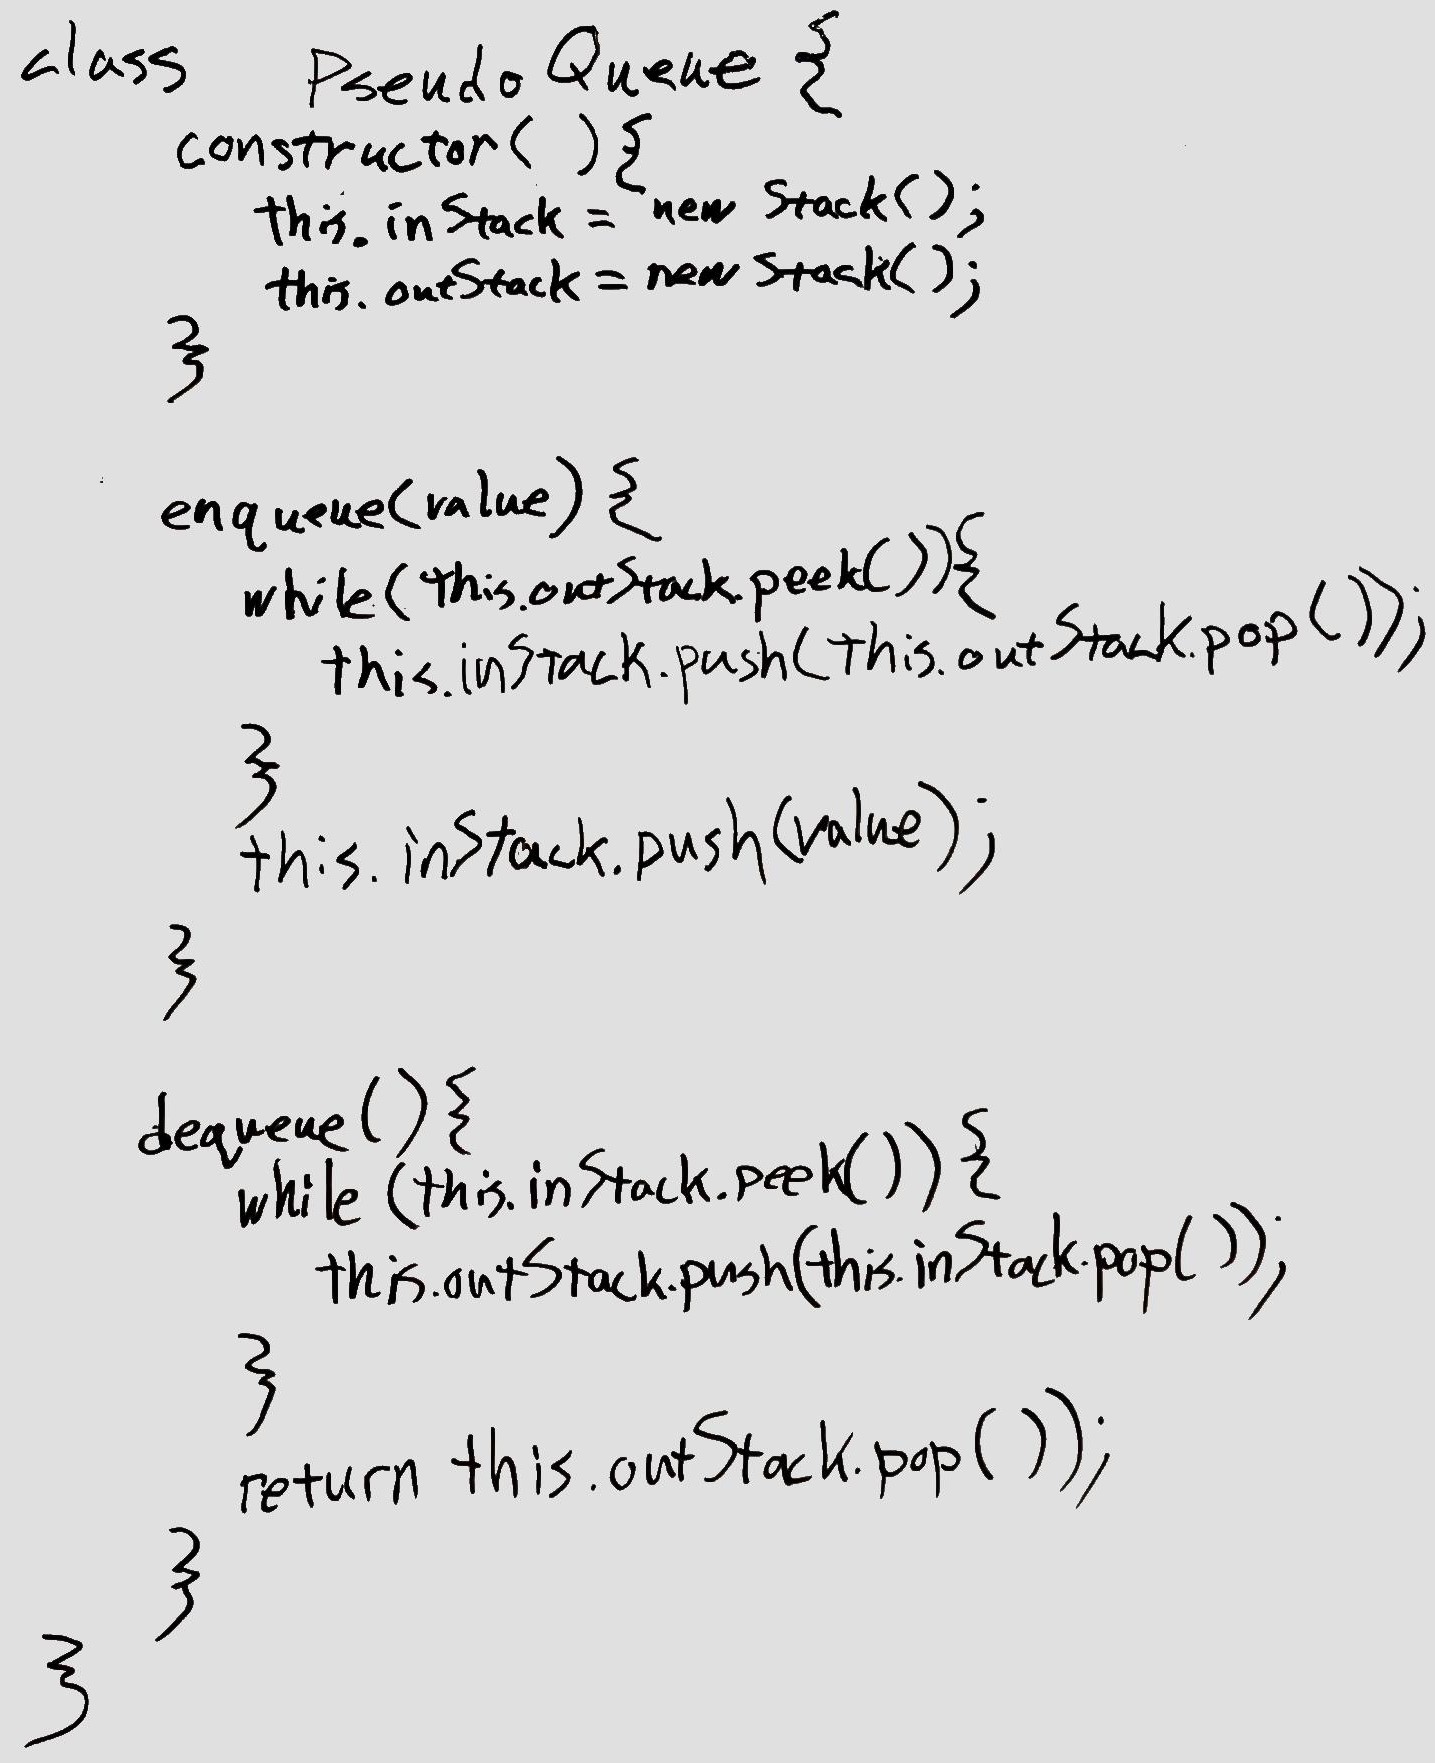 class PseudoQueue {
constructor( ){
this.inStack = new Stack();
this.outStack = new Stack();
}
enqueue(value) {
while(this.outStack.peek()){
this.inStack.push(this.outStack.pop());
}
this.inStack.push(value);
}
dequeue(){
while (this.inStack.peek()) {
this.outStack.push(this.inStack.pop());
}
return this.outStack.pop());
}
}